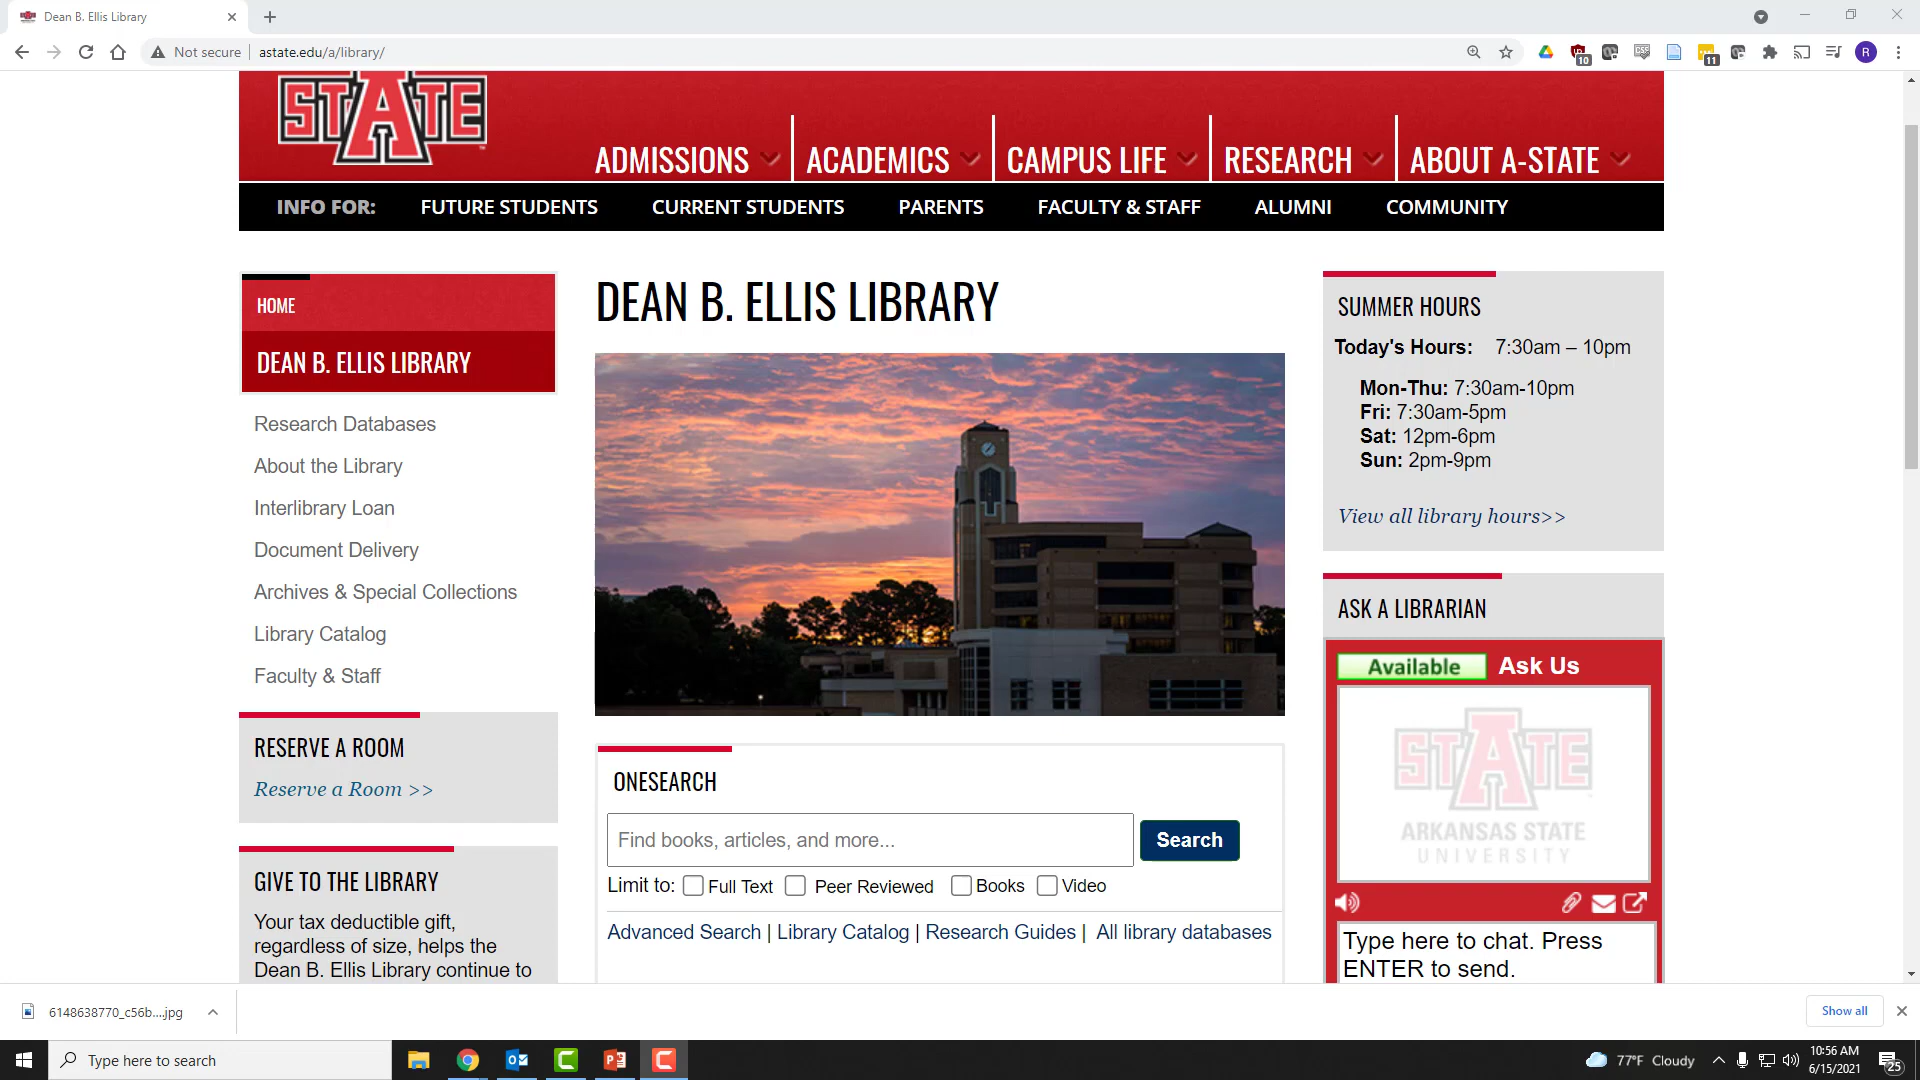 Dean B. Ellis Library
Not secure
astate.edu/a/library/
10
11
R
STATE
ADMISSIONS
ACADEMICS
CAMPUS LIFE
RESEARCH
ABOUT A-STATE
INFO FOR:
FUTURE STUDENTS
CURRENT STUDENTS
PARENTS
FACULTY & STAFF
ALUMNI
COMMUNITY
HOME
DEAN B. ELLIS LIBRARY
Research Databases
About the Library
Interlibrary Loan
Document Delivery
Archives & Special Collections
Library Catalog
Faculty & Staff
RESERVE A ROOM
Reserve a Room >>
GIVE TO THE LIBRARY
Your tax deductible gift,
regardless of size, helps the
Dean B. Ellis Library continue to
DEAN B. ELLIS LIBRARY
ONESEARCH
Find books, articles, and more...
Search
Limit to: Full Text Peer Reviewed Books Video
Advanced Search | Library Catalog | Research Guides | All library databases
SUMMER HOURS
Today's Hours: 7:30am – 10pm
Mon-Thu: 7:30am-10pm
Fri: 7:30am-5pm
Sat: 12pm-6pm
Sun: 2pm-9pm
View all library hours>>
ASK A LIBRARIAN
Available Ask Us
STATE
ARKANSAS STATE
UNIVERSITY
Type here to chat. Press
ENTER to send.
6148638770_c56b....jpg
Show all
Type here to search
77°F Cloudy
10:56 AM
6/15/2021
25